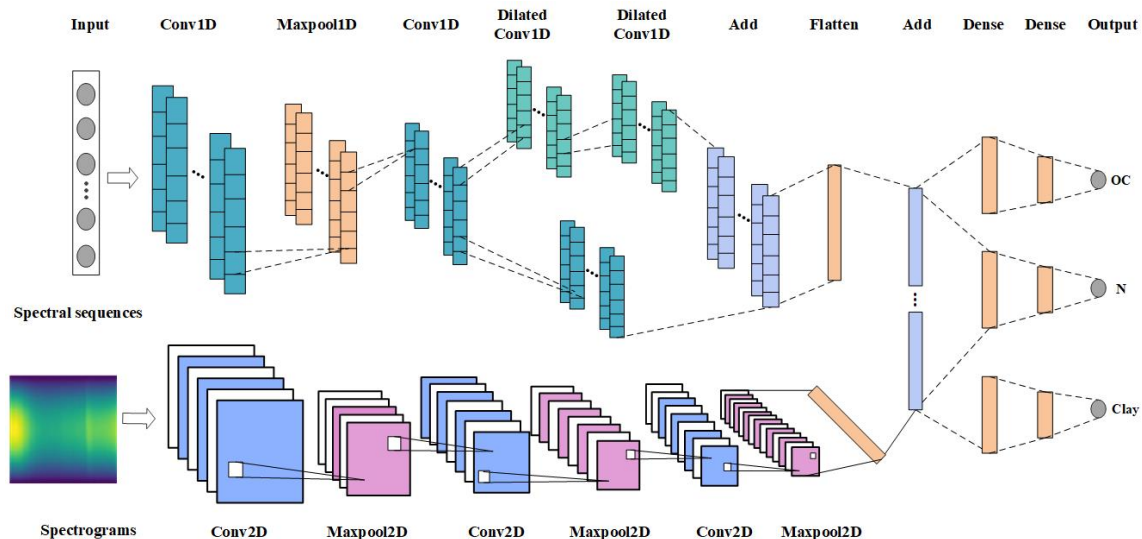 Input
Conv1D
Maxpool1D
Conv1D
Dilated
Conv1D
Dilated
Conv1D
Add
Flatten
Add
Dense
Dense
Output
OC
N
Clay
Spectral sequences
Spectrograms
Conv2D
Maxpool2D
Conv2D
Maxpool2D
Conv2D
Maxpool2D